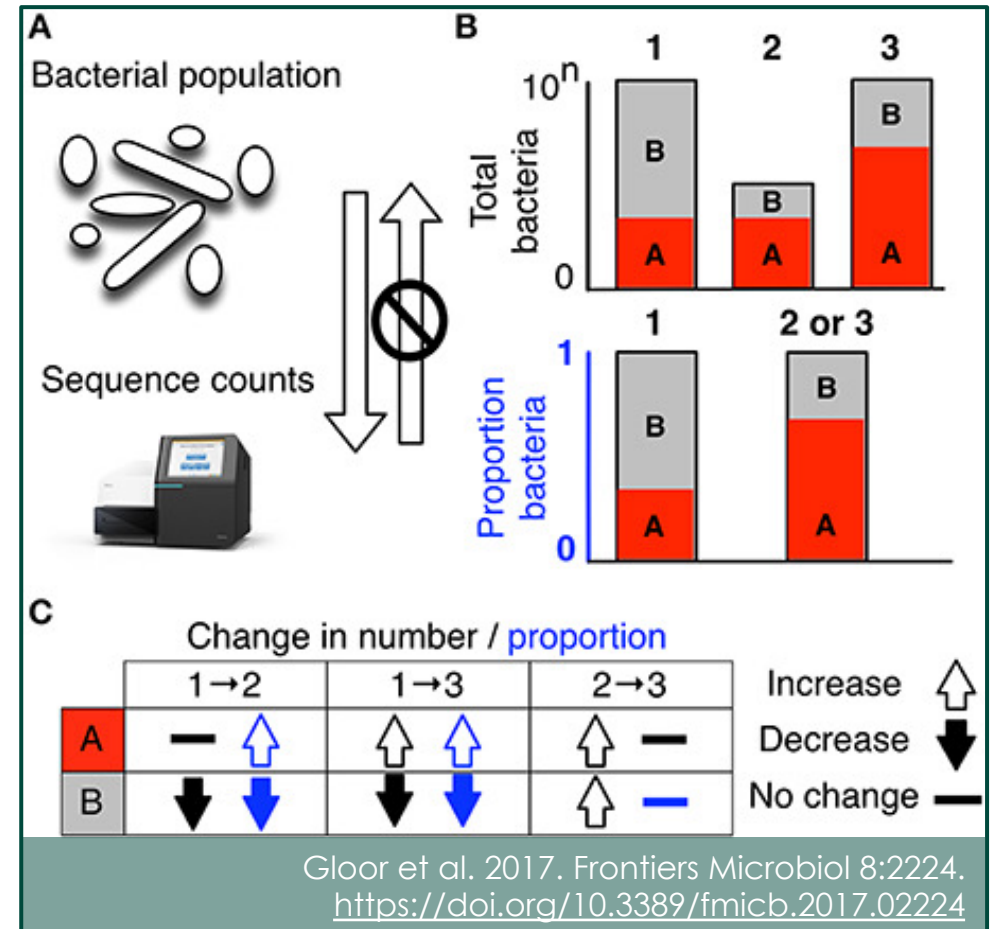 A
Bacterial population
Sequence counts
B
1 2 3
10n
Total
bacteria
0
B
A
B
A
B
A
1 2 or 3
1
Proportion
bacteria
0
B
A
B
A
C
Change in number / proportion
1→2 1→3 2→3
A
B
Increase
Decrease
No change
Gloor et al. 2017. Frontiers Microbiol 8:2224.
https://doi.org/10.3389/fmicb.2017.02224